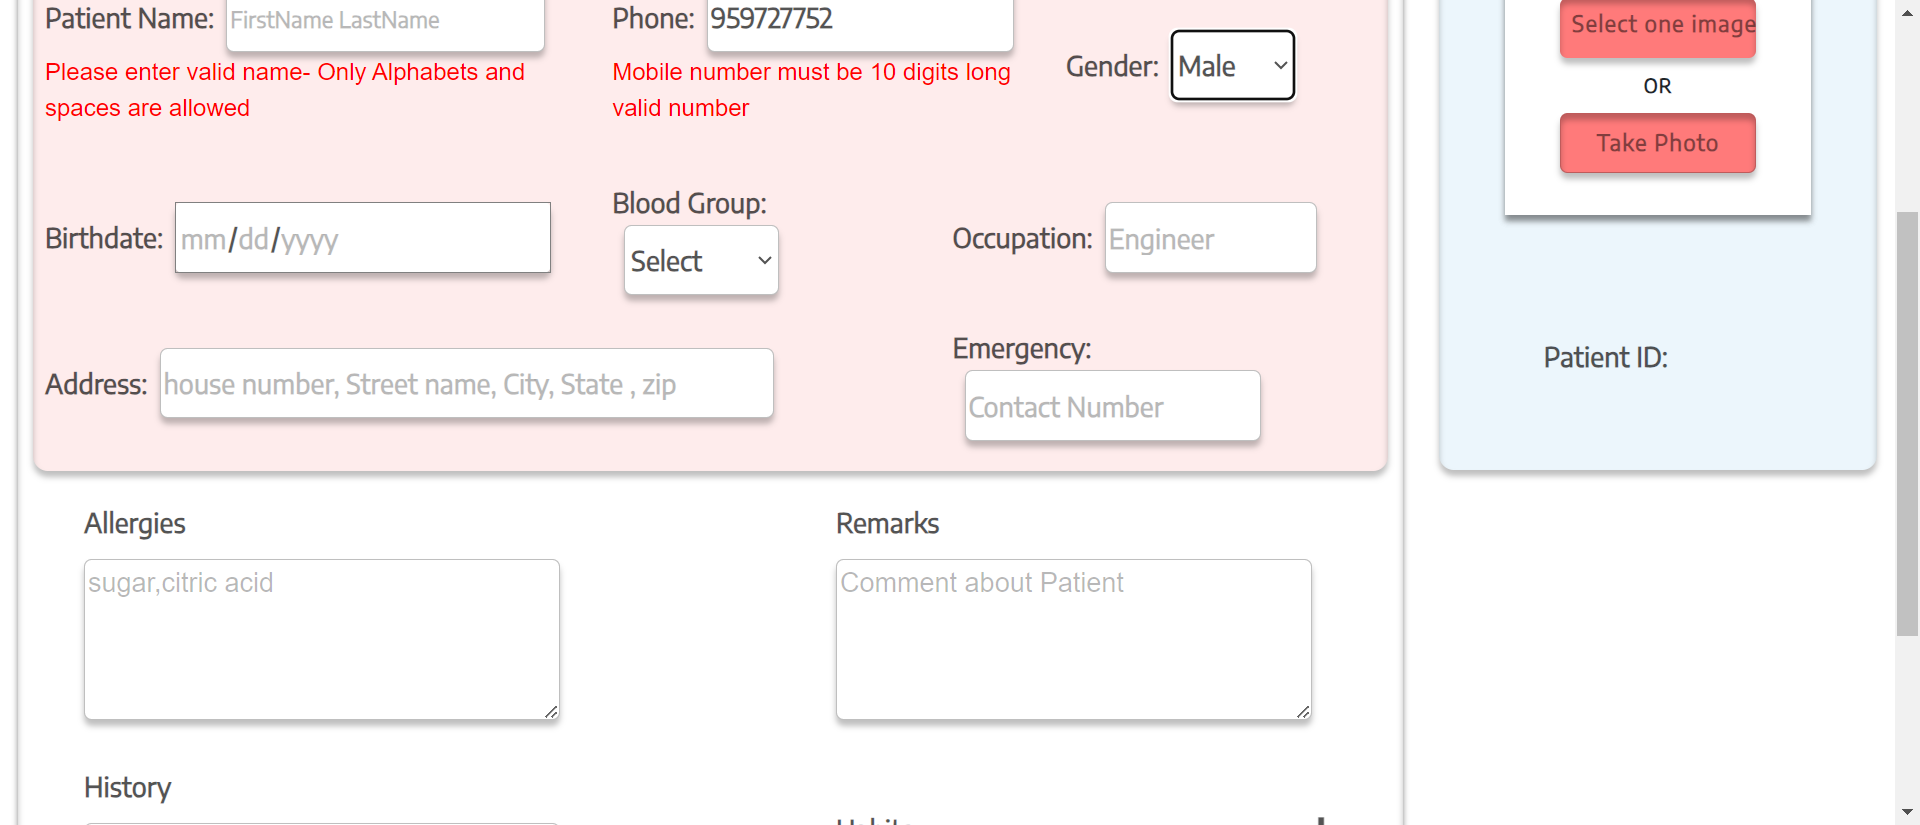 Patient Name: FirstName LastName
Phone: 959727752
Please enter valid name- Only Alphabets and
spaces are allowed
Mobile number must be 10 digits long
valid number
Gender: Male
Select one image
OR
Take Photo
Birthdate: mm/dd/yyyy
Blood Group:
Select
Occupation: Engineer
Address: house number, Street name, City, State , zip
Emergency:
Contact Number
Patient ID:
Allergies
sugar,citric acid
Remarks
Comment about Patient
History